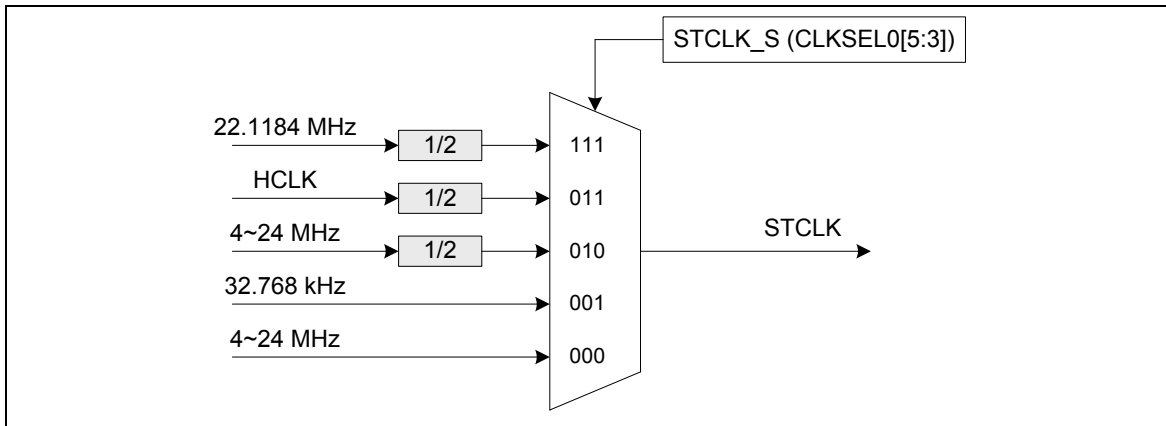 STCLK_S (CLKSEL0[5:3])
22.1184 MHz
1/2
111
HCLK
1/2
011
4~24 MHz
1/2
010
STCLK
32.768 kHz
001
4~24 MHz
000